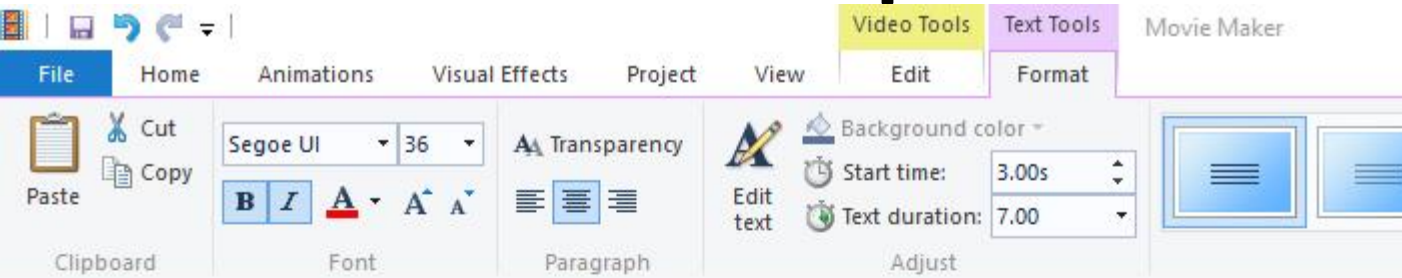 Video Tools Text Tools Movie Maker
File Home Animations Visual Effects Project View Edit Format
Cut
Copy
Paste
Segoe UI 36
B I A A A
Transparency
Edit
text
Background color
Start time: 3.00s
Text duration: 7.00
Clipboard Font Paragraph Adjust